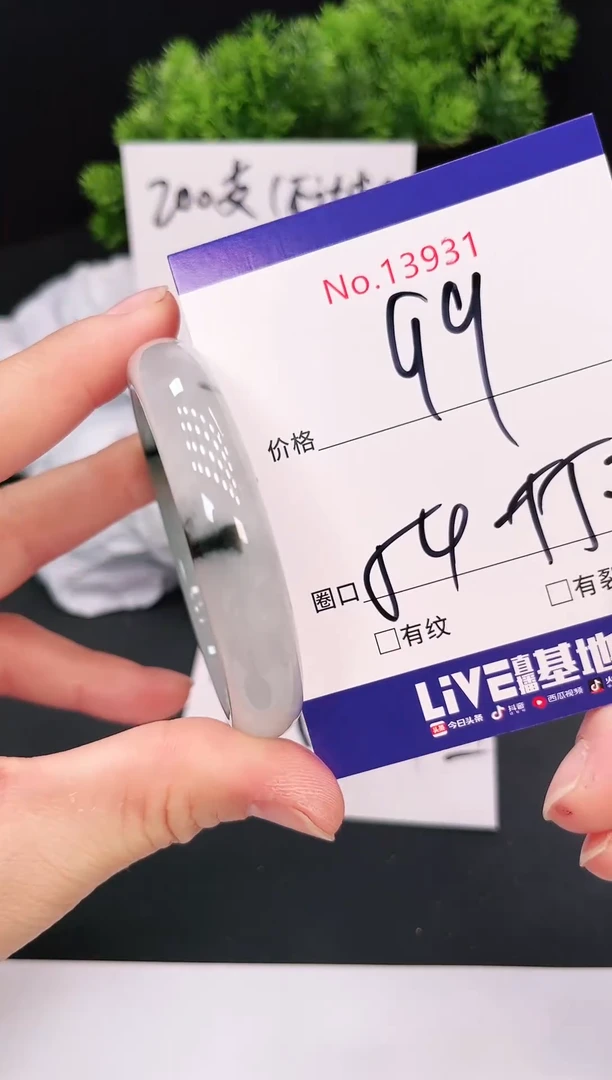 200支
No.13931
价格 99
圈口 54
□有纹 □有裂
LiVE直播基地
今日头条 抖音 西瓜视频